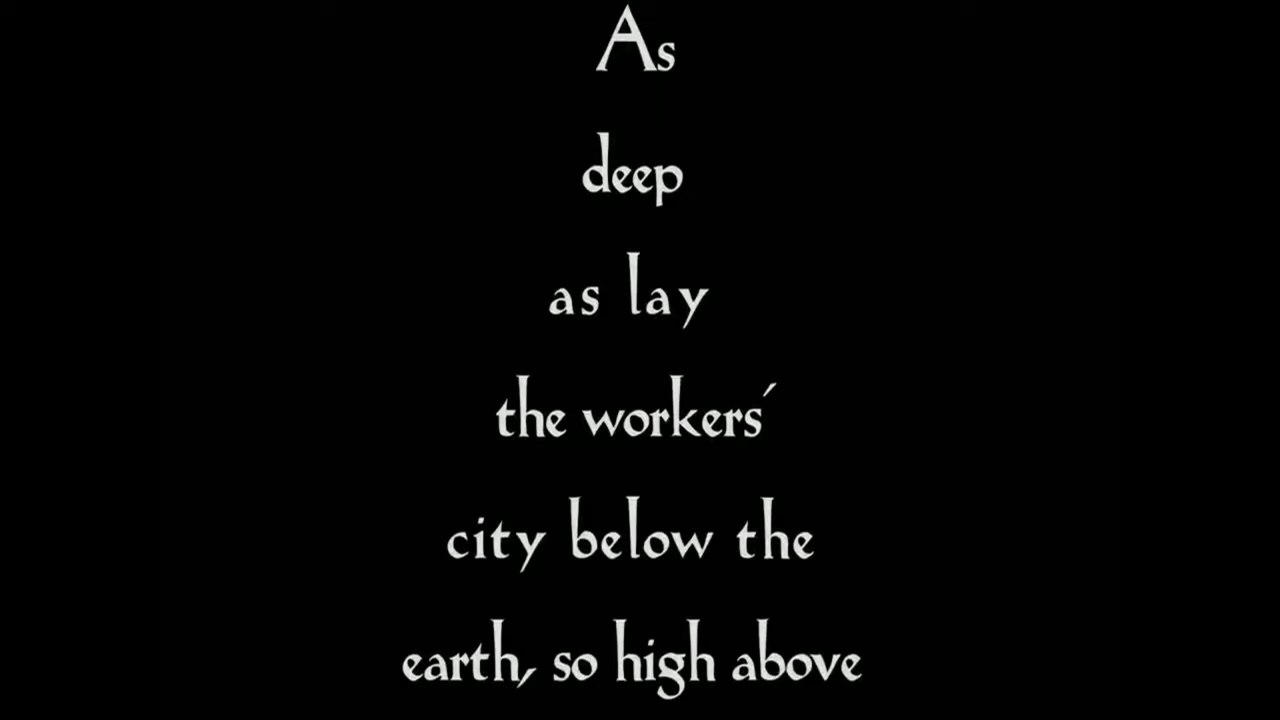 As
deep
as lay
the workers´
city below the
earth, so high above